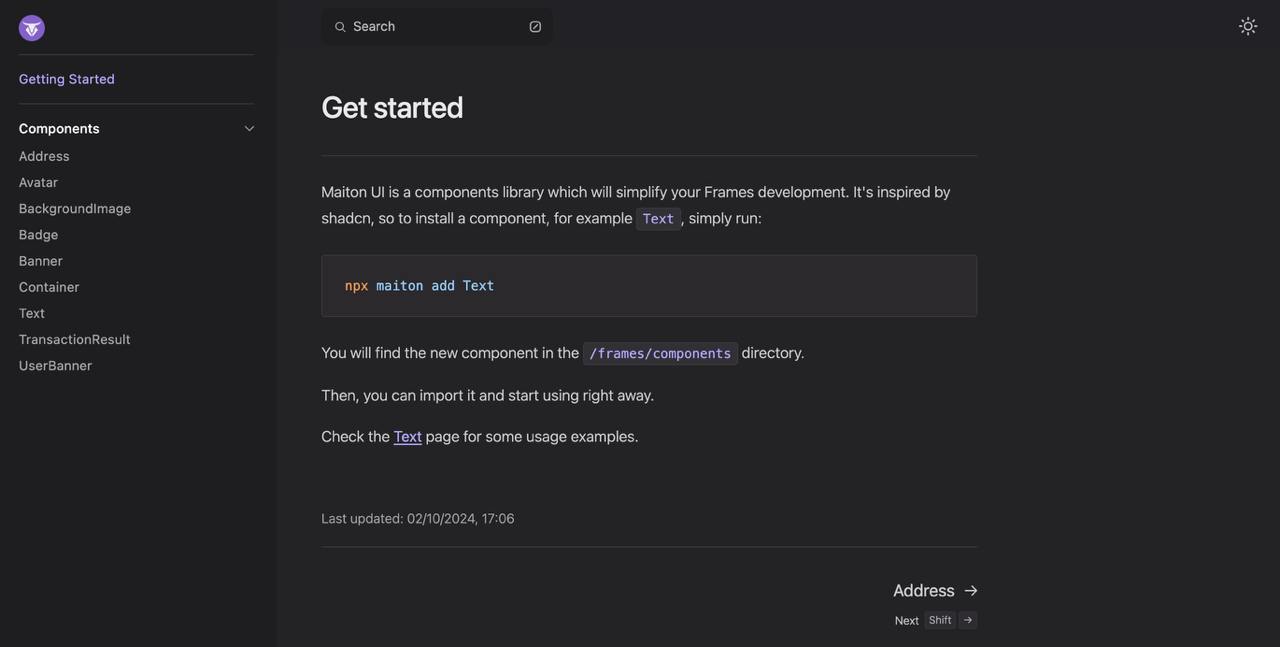 Search
Getting Started
Components
Address
Avatar
BackgroundImage
Badge
Banner
Container
Text
TransactionResult
UserBanner
Get started
Maiton UI is a components library which will simplify your Frames development. It's inspired by
shadcn, so to install a component, for example Text, simply run:
npx maiton add Text
You will find the new component in the /frames/components directory.
Then, you can import it and start using right away.
Check the Text page for some usage examples.
Last updated: 02/10/2024, 17:06
Address →
Next Shift →